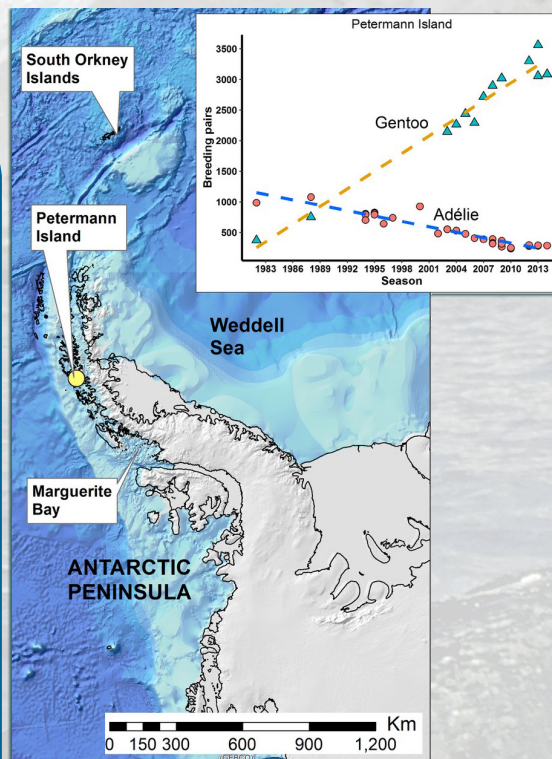 Petermann Island
3500
3000
2500
2000
1500
1000
500
Breeding pairs
Gentoo
Adélie
1983 1986 1989 1992 1995 1998 2001 2004 2007 2010 2013
Season
South Orkney
Islands
Petermann
Island
Weddell
Sea
Marguerite
Bay
ANTARCTIC
PENINSULA
Km
0 150 300 600 900 1,200
(GEBCO)